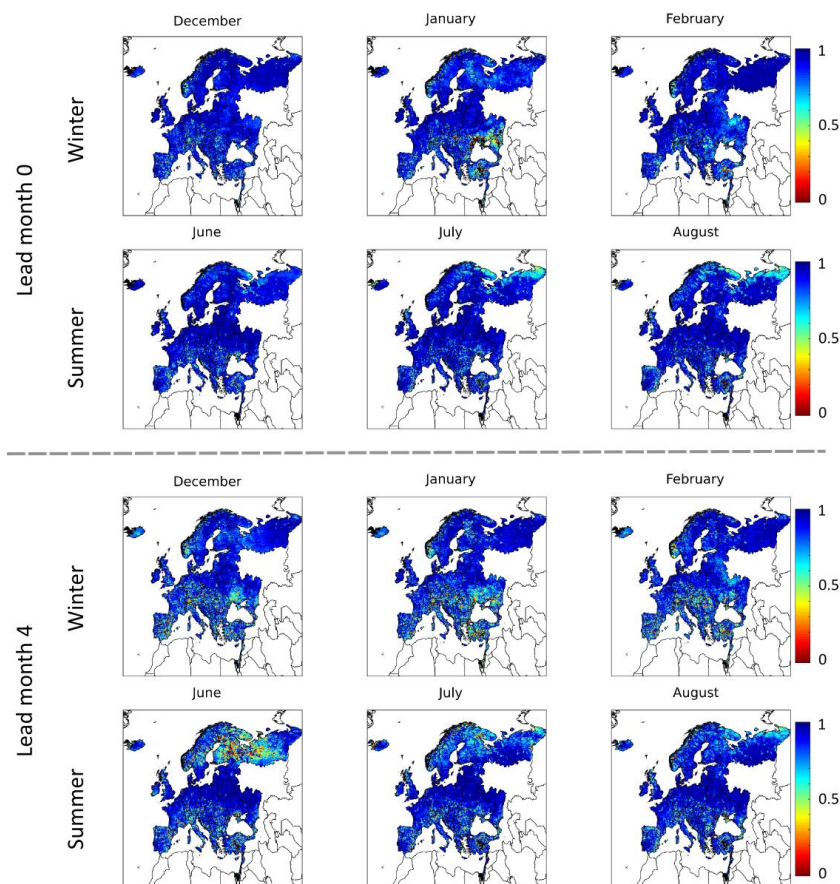 December
January
February
Winter
1
0.5
0
Lead month 0
June
July
August
Summer
1
0.5
0
December
January
February
Winter
1
0.5
0
Lead month 4
June
July
August
Summer
1
0.5
0